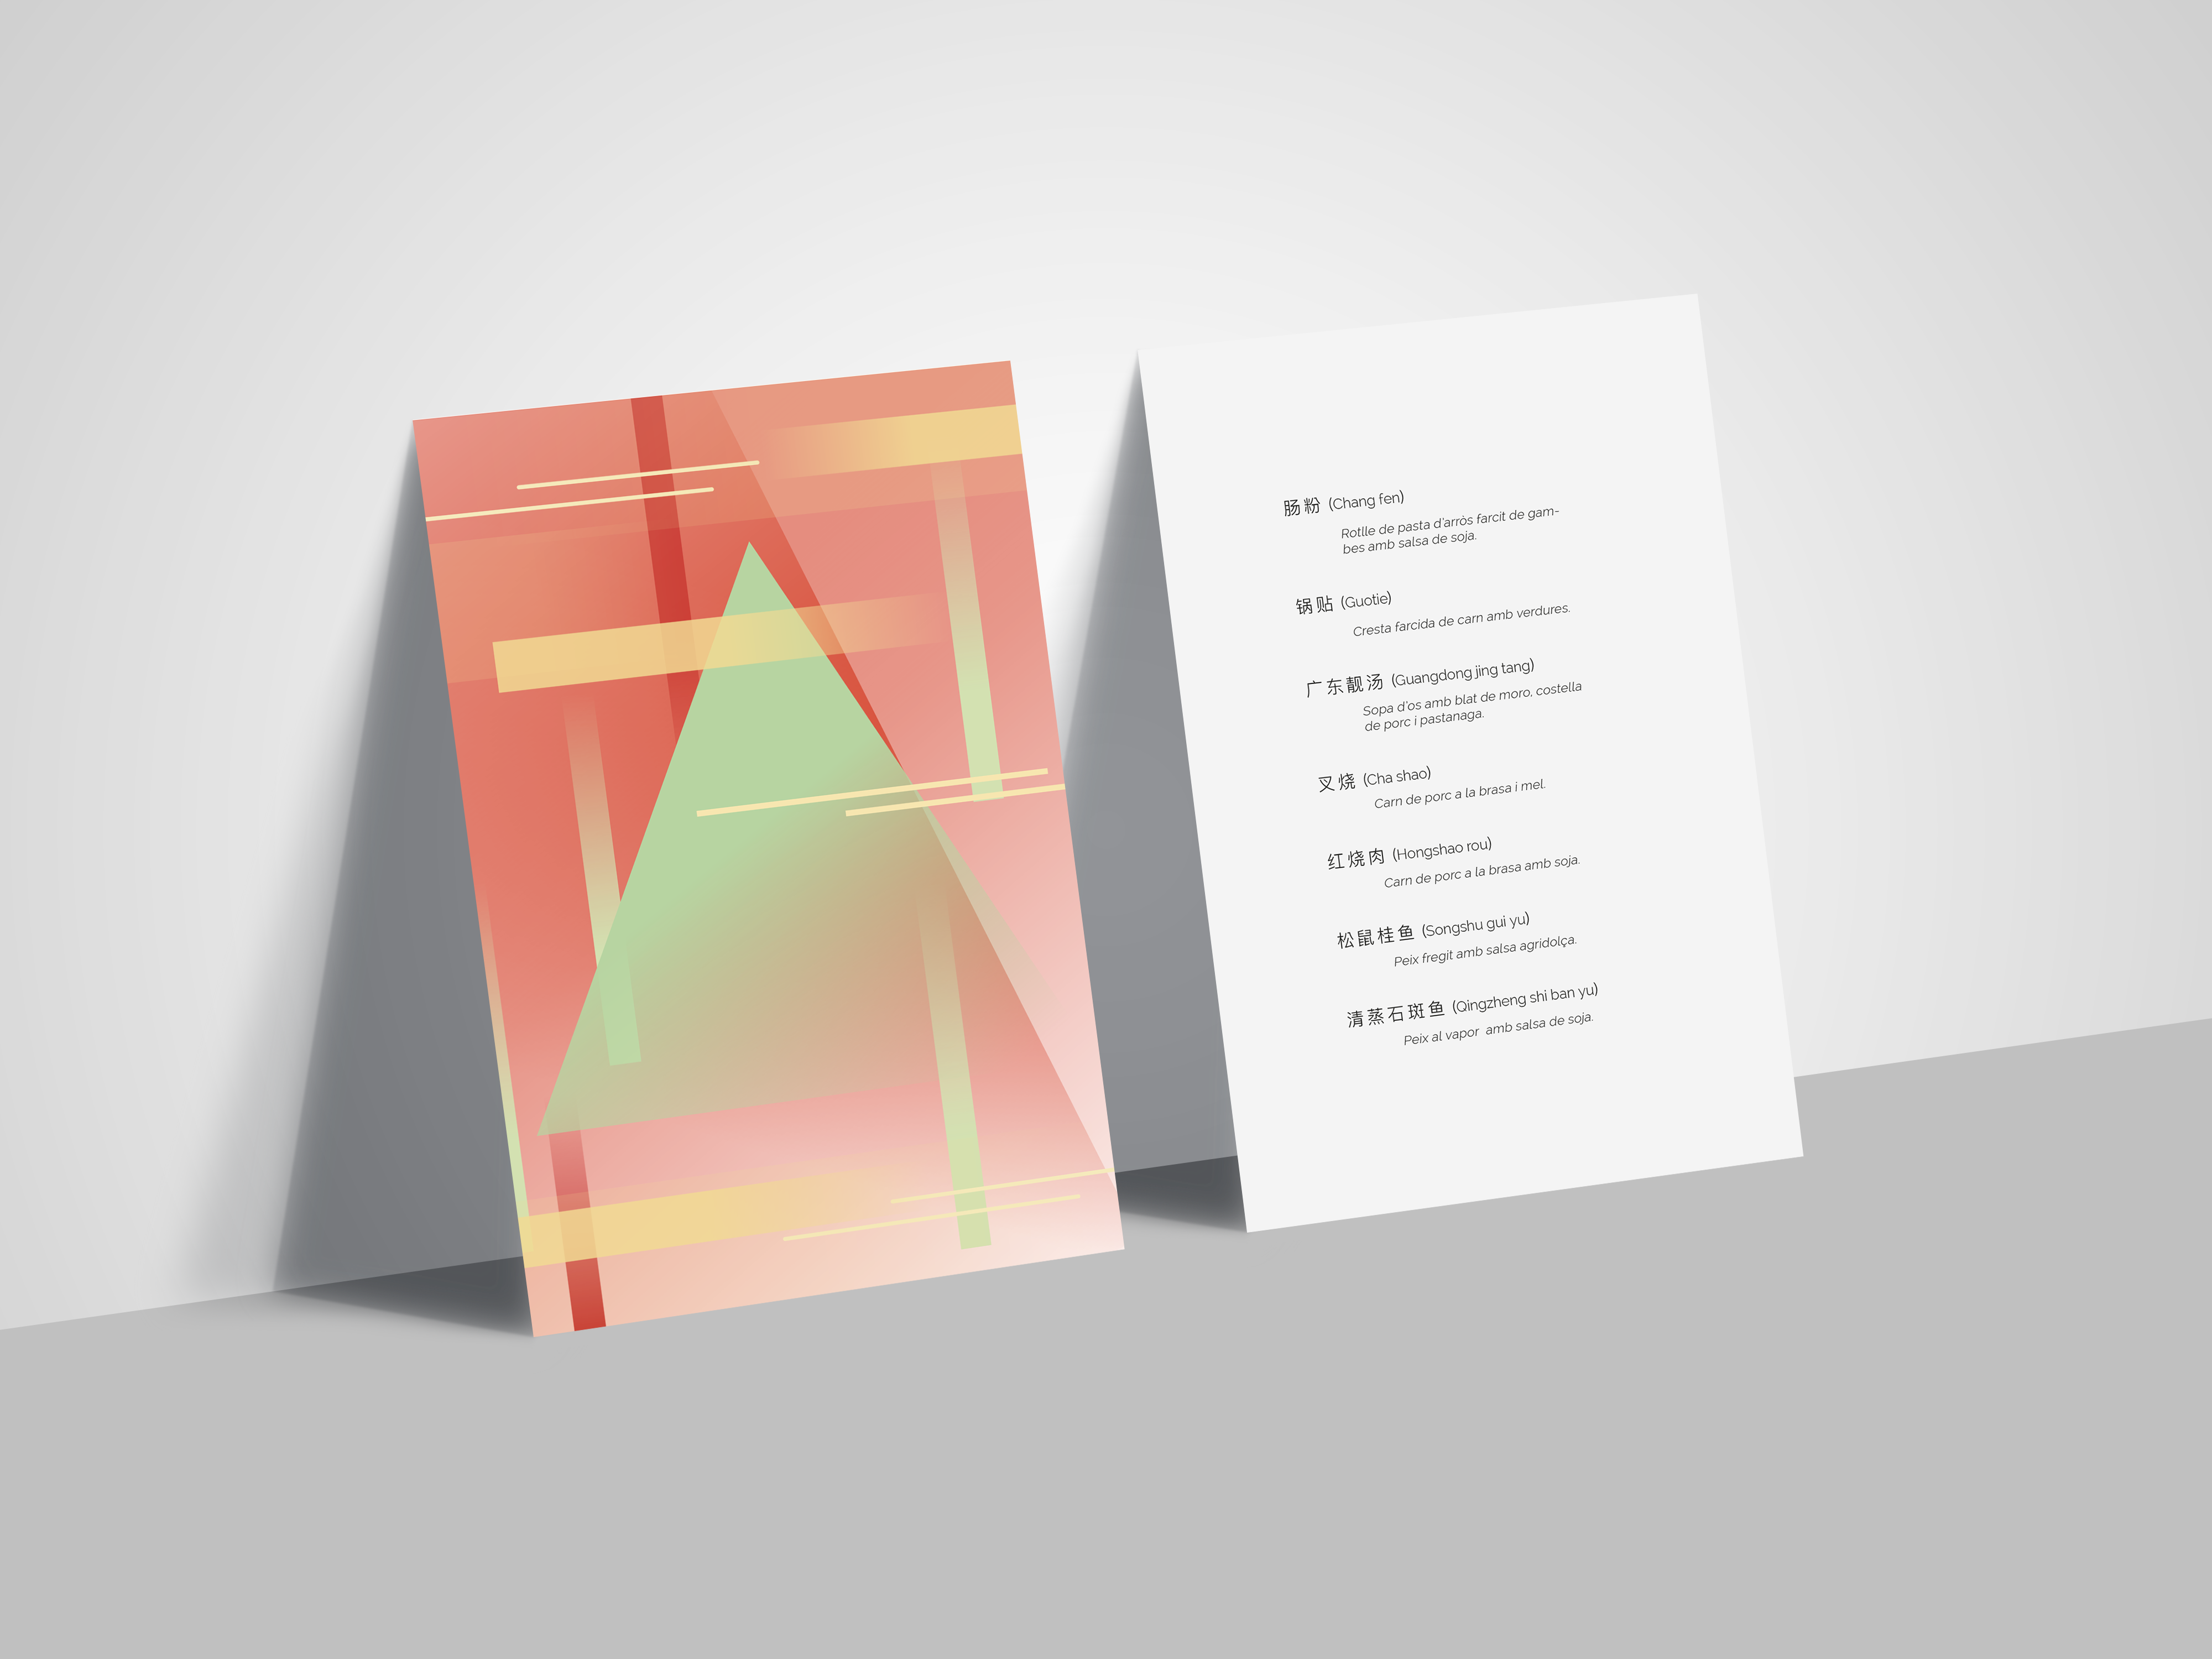 肠粉 (Chang fen)
Rotlle de pasta d'arròs farcit de gam-
bes amb salsa de soja.
锅贴 (Guotie)
Cresta farcida de carn amb verdures.
广东靓汤 (Guangdong jing tang)
Sopa d'os amb blat de moro, costella
de porc i pastanaga.
叉烧 (Cha shao)
Carn de porc a la brasa i mel.
红烧肉 (Hongshao rou)
Carn de porc a la brasa amb soja.
松鼠桂鱼 (Songshu gui yu)
Peix fregit amb salsa agridolça.
清蒸石斑鱼 (Qingzheng shi ban yu)
Peix al vapor  amb salsa de soja.